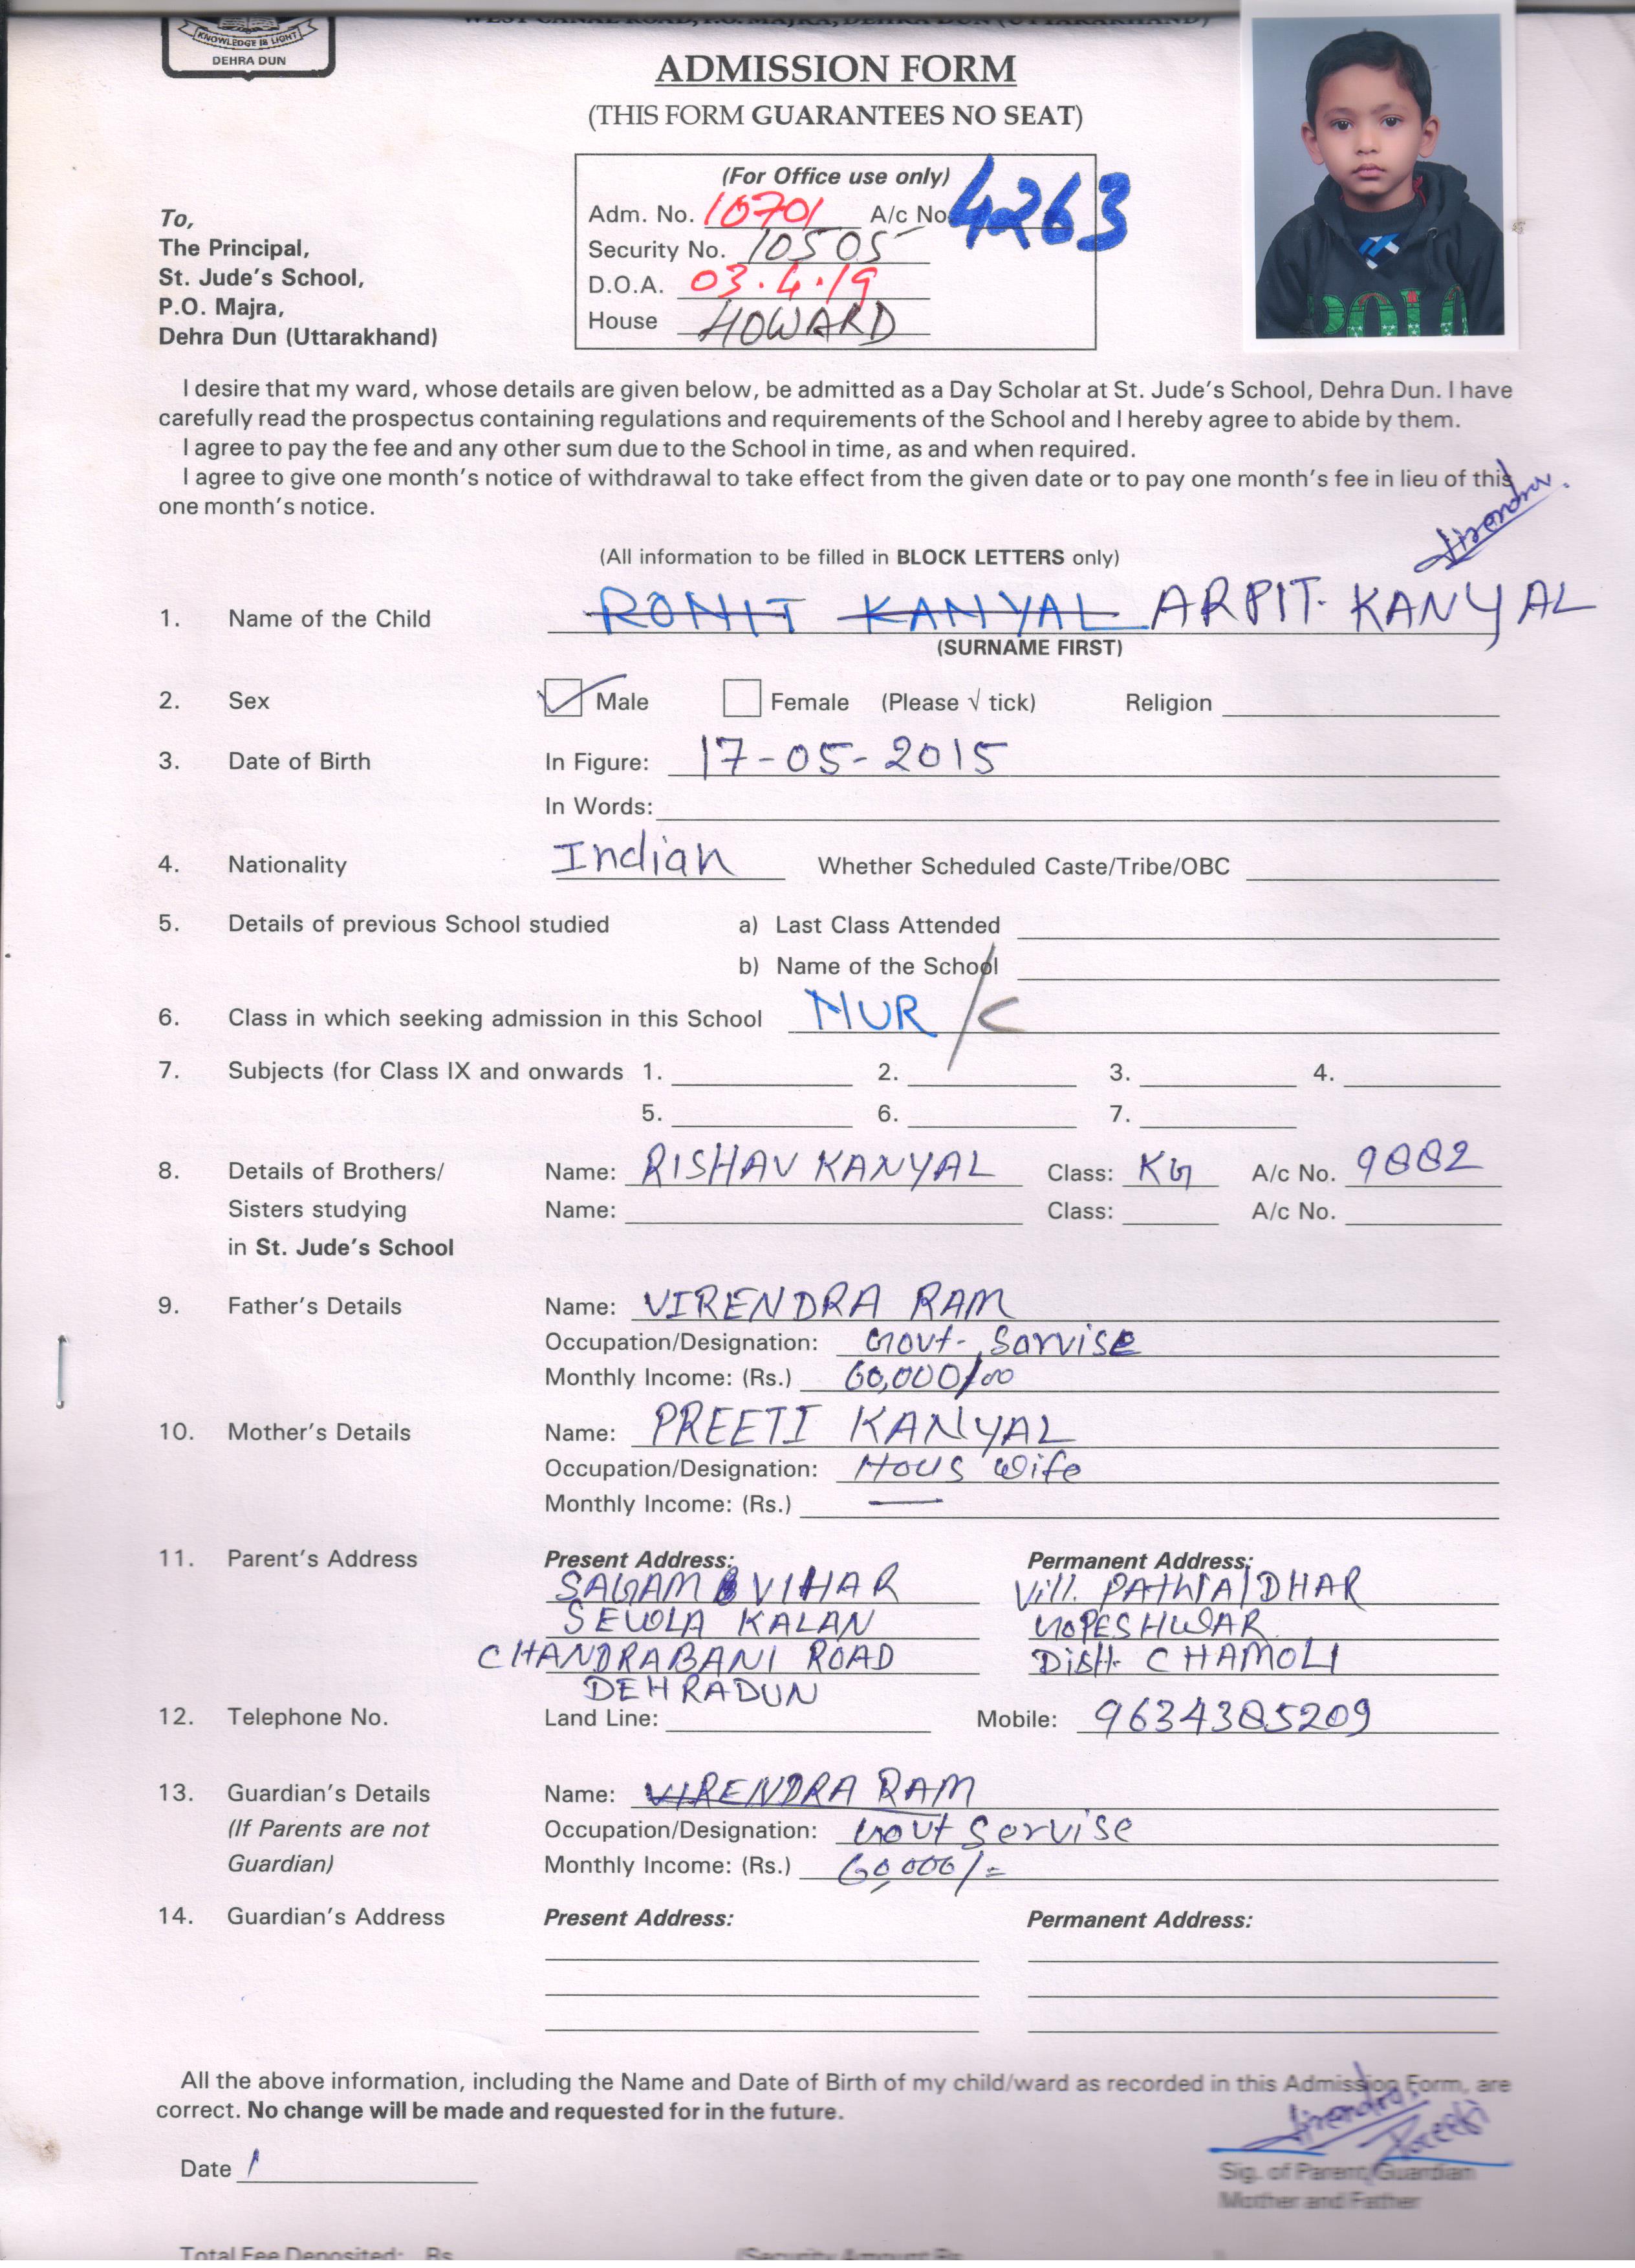 WEST CANAL ROAD, P.O. MAJRA, DEHRA DUN (UTTARAKHAND)
KNOWLEDGE IS LIGHT
DEHRA DUN
ADMISSION FORM
(THIS FORM GUARANTEES NO SEAT)
(For Office use only)
Adm. No. 10701 A/c No 4263
Security No. 10505
D.O.A. 03.4.19
House HOWARD
To,
The Principal,
St. Jude's School,
P.O. Majra,
Dehra Dun (Uttarakhand)
POLO
I desire that my ward, whose details are given below, be admitted as a Day Scholar at St. Jude's School, Dehra Dun. I have
carefully read the prospectus containing regulations and requirements of the School and I hereby agree to abide by them.
I agree to pay the fee and any other sum due to the School in time, as and when required.
I agree to give one month's notice of withdrawal to take effect from the given date or to pay one month's fee in lieu of this
one month's notice.
Virendra.
(All information to be filled in BLOCK LETTERS only)
1. Name of the Child ROHIT KANYAL ARPIT. KANYAL
(SURNAME FIRST)
2. Sex Male Female (Please √ tick) Religion
3. Date of Birth In Figure: 17-05-2015
In Words:
4. Nationality Indian Whether Scheduled Caste/Tribe/OBC
5. Details of previous School studied a) Last Class Attended
b) Name of the School
6. Class in which seeking admission in this School NUR / C
7. Subjects (for Class IX and onwards 1. 2. 3. 4.
5. 6. 7.
8. Details of Brothers/ Name: RISHAV KANYAL Class: KG A/c No. 9882
Sisters studying Name: Class: A/c No.
in St. Jude's School
9. Father's Details Name: VIRENDRA RAM
Occupation/Designation: Govt- Sarvise
Monthly Income: (Rs.) 60,000/00
10. Mother's Details Name: PREETI KANYAL
Occupation/Designation: Hous Wife
Monthly Income: (Rs.) —
11. Parent's Address Present Address: Permanent Address:
SAGAM VIHAR Vill. PATHIALDHAR
SEWLA KALAN GOPESHWAR
CHANDRABANI ROAD Distt. CHAMOLI
DEHRADUN
12. Telephone No. Land Line: Mobile: 9634385209
13. Guardian's Details Name: VIRENDRA RAM
(If Parents are not Occupation/Designation: Govt Servise
Guardian) Monthly Income: (Rs.) 60,000/=
14. Guardian's Address Present Address: Permanent Address:
All the above information, including the Name and Date of Birth of my child/ward as recorded in this Admission Form, are
correct. No change will be made and requested for in the future.
Virendra.
Preeti
Date
Sig. of Parent/Guardian
Mother and Father
Total Fee Deposited: Rs. (Security Amount Rs.